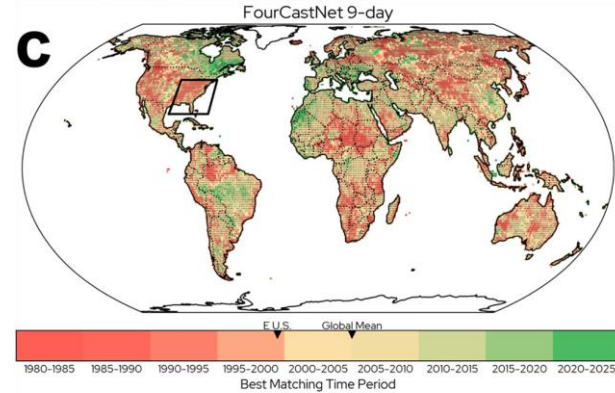 FourCastNet 9-day
C
E U.S. Global Mean
1980-1985 1985-1990 1990-1995 1995-2000 2000-2005 2005-2010 2010-2015 2015-2020 2020-2025
Best Matching Time Period